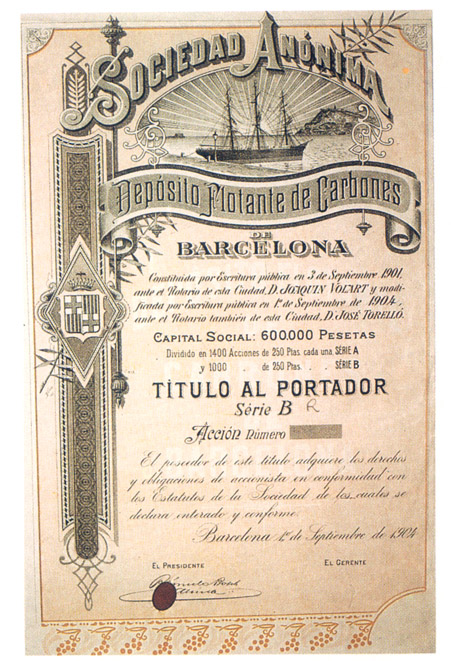 SOCIEDAD ANÓNIMA
Depósito Flotante de Carbones
DE
BARCELONA
Constituida por Escritura pública en 3 de Septiembre 1901,
ante el Notario de esta Ciudad, D. JOAQUIN VOLART y modi-
ficada por Escritura pública en 1º de Septiembre de 1904,
ante el Notario también de esta Ciudad, D. JOSÉ TORELLÓ.
CAPITAL SOCIAL: 600.000 PESETAS
Dividido en 1400 Acciones de 250 Ptas. cada una SÉRIE A
y 1000 . de 250 Ptas. . . SÉRIE B
TÍTULO AL PORTADOR
Série B R
Acción Número
El poseedor de este título adquiere los derechos
y obligaciones de accionista en conformidad con
los Estatutos de la Sociedad de los cuales se
declara enterado y conforme.
Barcelona 1º de Septiembre de 1904
EL PRESIDENTE EL GERENTE